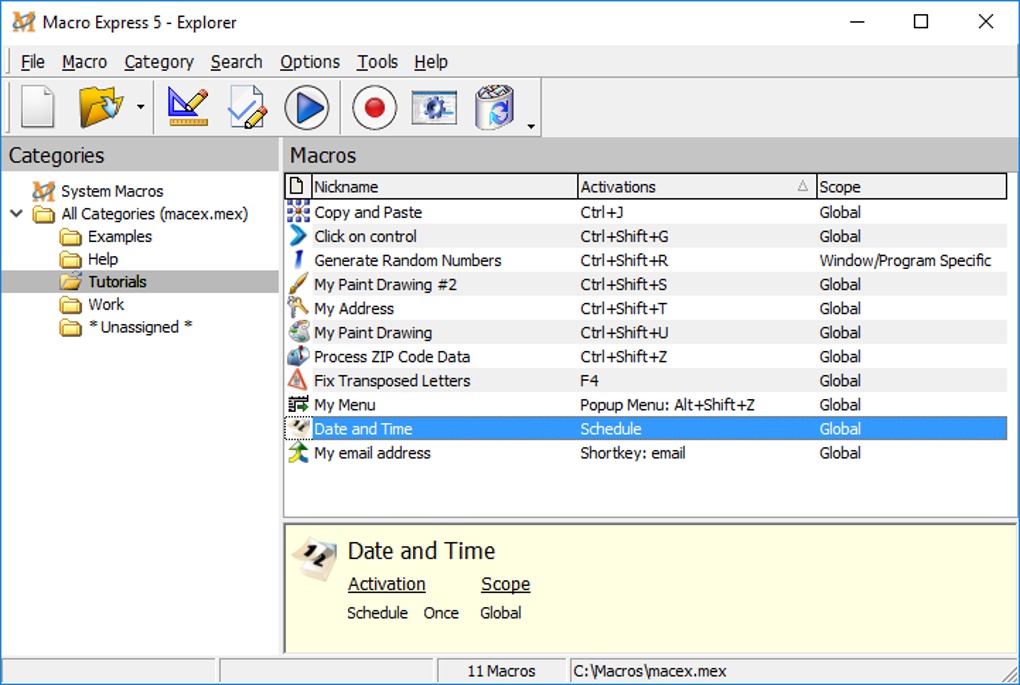 Macro Express 5 - Explorer
File Macro Category Search Options Tools Help
Categories
System Macros
All Categories (macex.mex)
Examples
Help
Tutorials
Work
* Unassigned *
Macros
Nickname Activations Scope
Copy and Paste Ctrl+J Global
Click on control Ctrl+Shift+G Global
Generate Random Numbers Ctrl+Shift+R Window/Program Specific
My Paint Drawing #2 Ctrl+Shift+S Global
My Address Ctrl+Shift+T Global
My Paint Drawing Ctrl+Shift+U Global
Process ZIP Code Data Ctrl+Shift+Z Global
Fix Transposed Letters F4 Global
My Menu Popup Menu: Alt+Shift+Z Global
Date and Time Schedule Global
My email address Shortkey: email Global
12
Date and Time
Activation Scope
Schedule Once Global
11 Macros C:\Macros\macex.mex